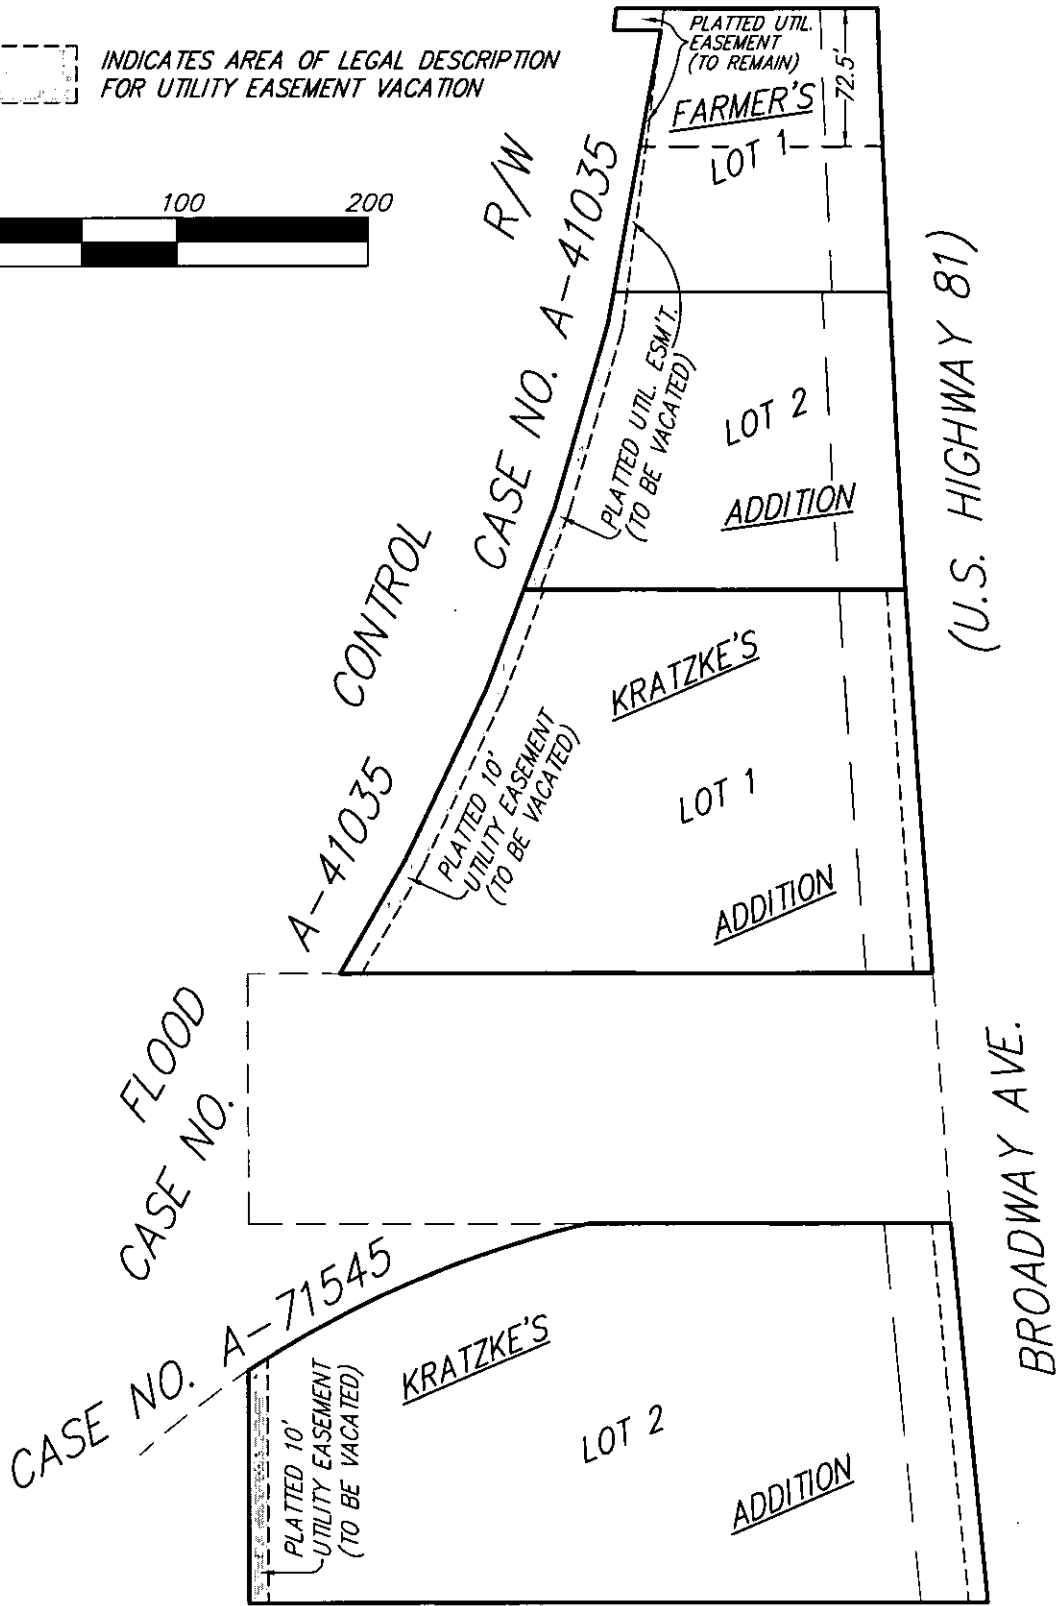 INDICATES AREA OF LEGAL DESCRIPTION
FOR UTILITY EASEMENT VACATION
100 200
PLATTED UTIL.
EASEMENT
(TO REMAIN)
72.5'
FARMER'S
LOT 1
R/W
CASE NO. A-41035
PLATTED UTIL. ESM'T.
(TO BE VACATED)
LOT 2
ADDITION
(U.S. HIGHWAY 81)
CONTROL
KRATZKE'S
LOT 1
ADDITION
PLATTED 10'
UTILITY EASEMENT
(TO BE VACATED)
A-41035
FLOOD
CASE NO.
BROADWAY AVE.
CASE NO. A-71545
KRATZKE'S
LOT 2
ADDITION
PLATTED 10'
UTILITY EASEMENT
(TO BE VACATED)